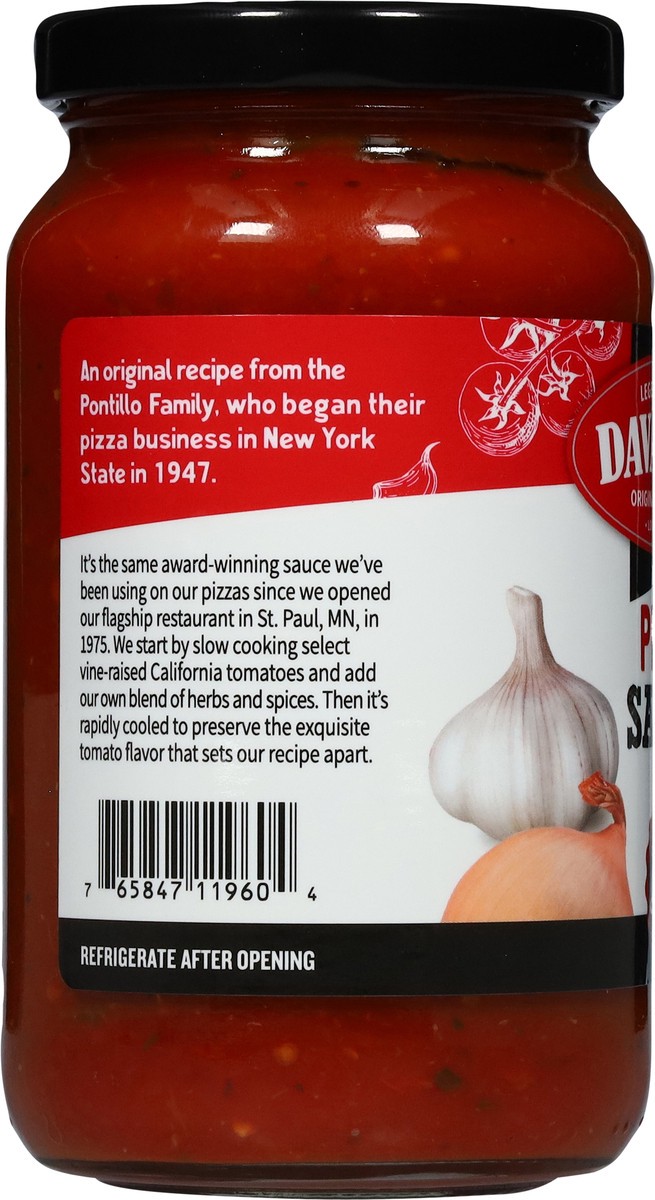 An original recipe from the
Pontillo Family, who began their
pizza business in New York
State in 1947.
It's the same award-winning sauce we've
been using on our pizzas since we opened
our flagship restaurant in St. Paul, MN, in
1975. We start by slow cooking select
vine-raised California tomatoes and add
our own blend of herbs and spices. Then it's
rapidly cooled to preserve the exquisite
tomato flavor that sets our recipe apart.
7 65847 11960 4
REFRIGERATE AFTER OPENING